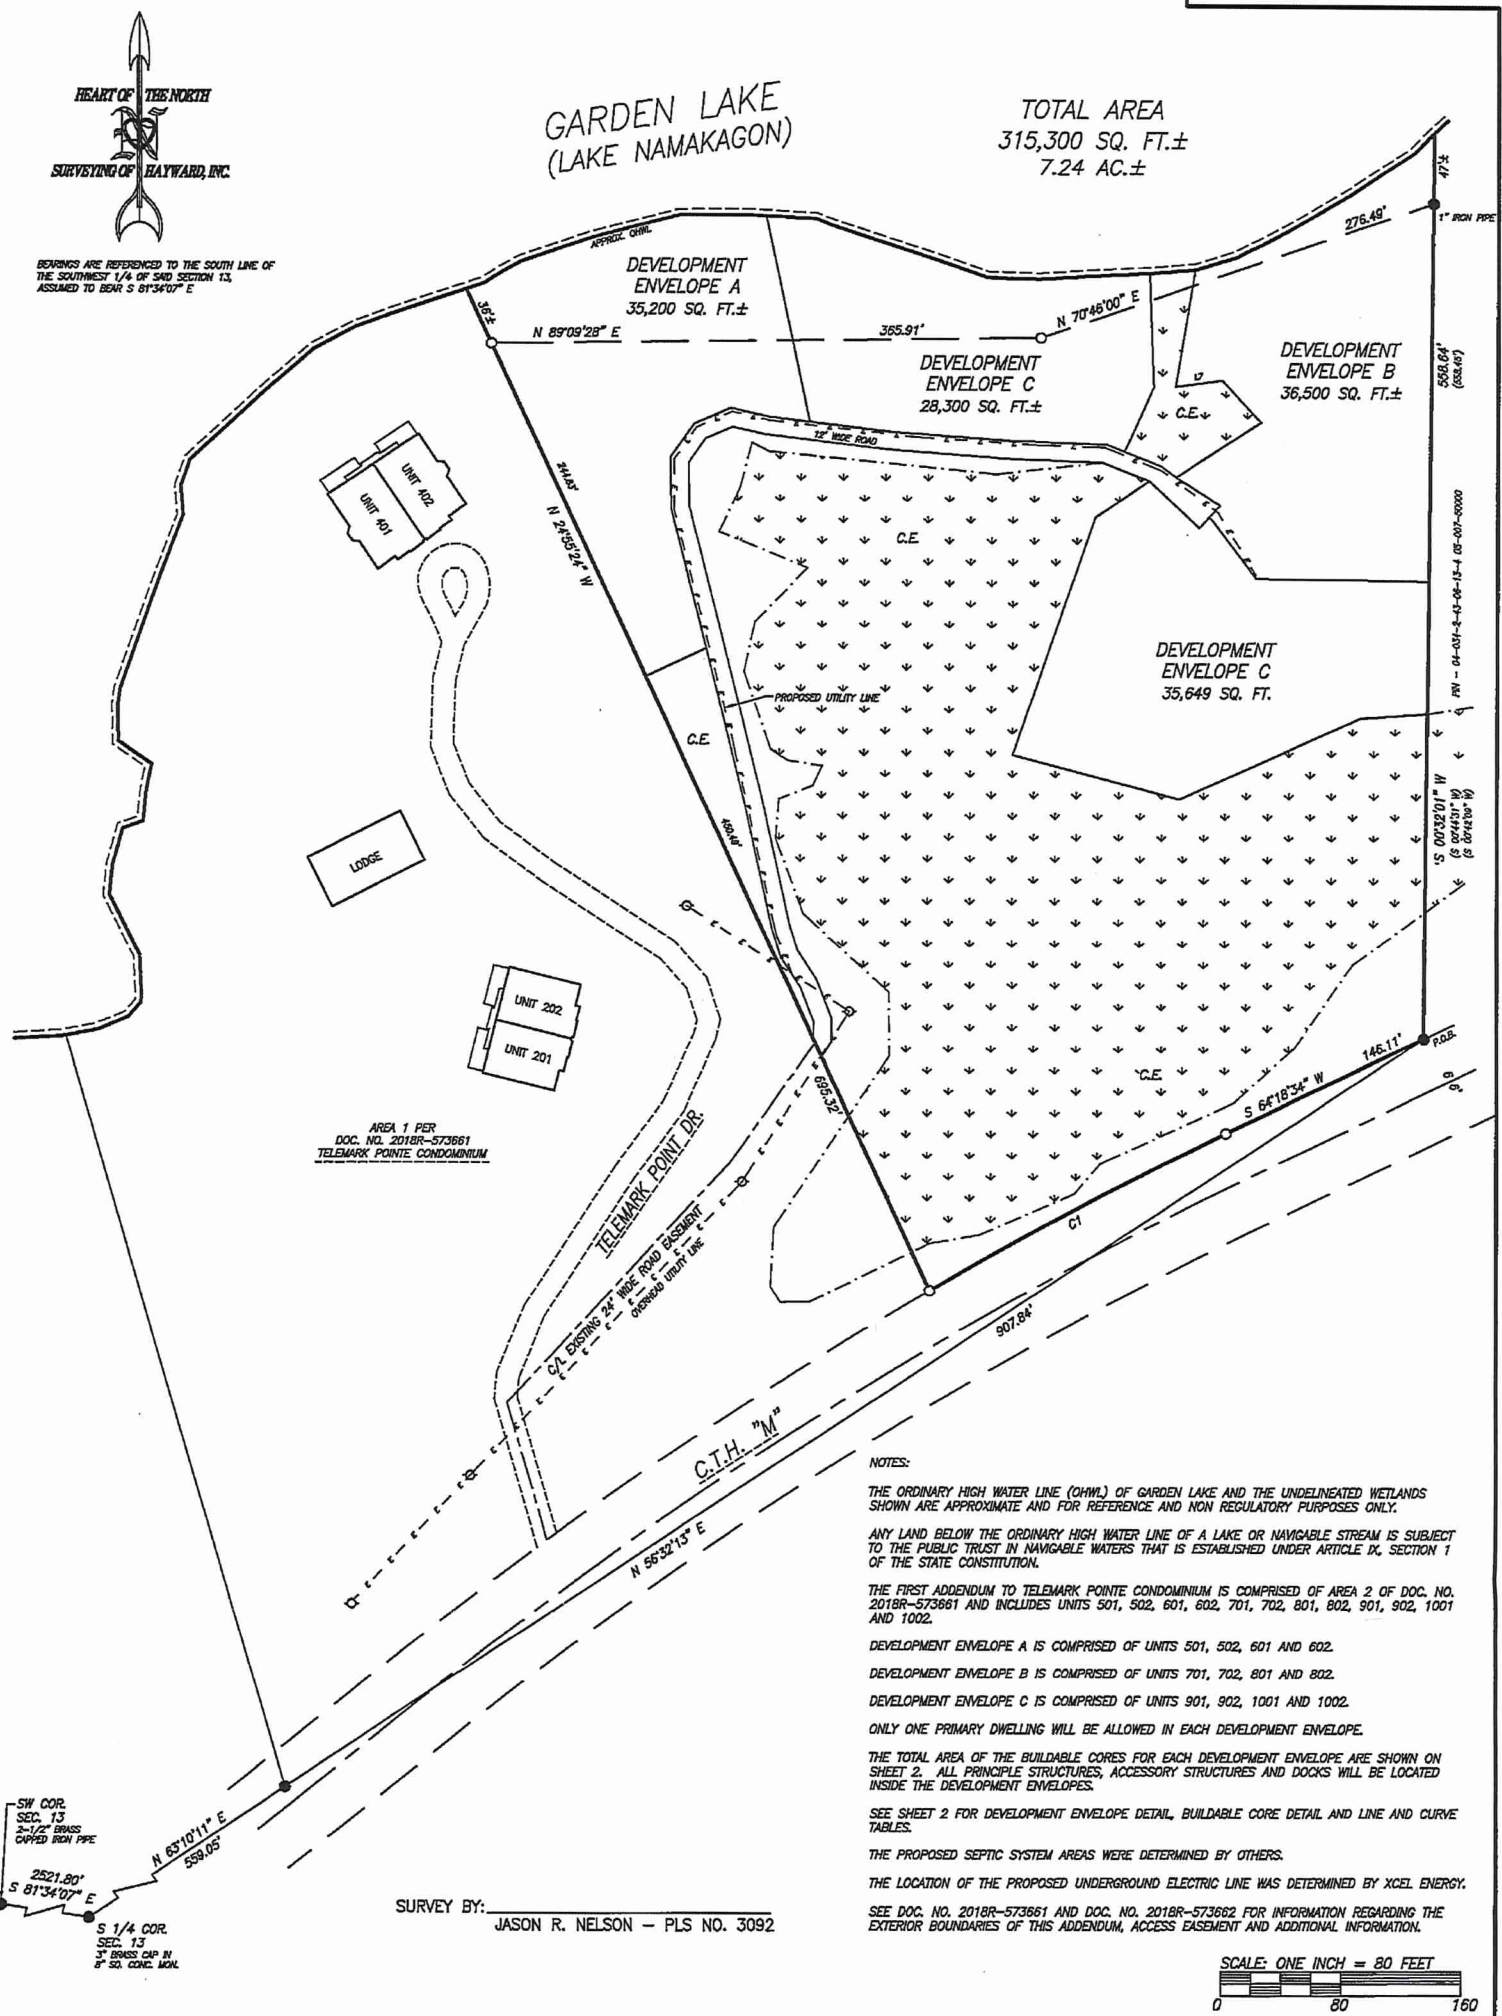 HEART OF THE NORTH
SURVEYING OF HAYWARD, INC.
BEARINGS ARE REFERENCED TO THE SOUTH LINE OF
THE SOUTHWEST 1/4 OF SAID SECTION 13,
ASSUMED TO BEAR S 81°34'07" E
GARDEN LAKE
(LAKE NAMAKAGON)
TOTAL AREA
315,300 SQ. FT.±
7.24 AC.±
47'±
1" IRON PIPE
276.49'
APPROX. OHWL
DEVELOPMENT
ENVELOPE A
35,200 SQ. FT.±
36'±
N 89°09'28" E
365.91'
N 70°46'00" E
DEVELOPMENT
ENVELOPE C
28,300 SQ. FT.±
DEVELOPMENT
ENVELOPE B
36,500 SQ. FT.±
558.64'
C.E.
12' WIDE ROAD
UNIT 401
UNIT 402
244.83'
N 24°55'24" W
C.E.
DEVELOPMENT
ENVELOPE C
35,649 SQ. FT.
PROPOSED UTILITY LINE
C.E.
450.49'
S 00°32'01" W
(S 00°44'31" W)
(S 00°42'09" W)
LODGE
UNIT 202
UNIT 201
695.32'
C.E.
146.11'
P.O.B.
S 64°18'34" W
66'
C1
AREA 1 PER
DOC. NO. 2018R-573661
TELEMARK POINTE CONDOMINIUM
TELEMARK POINT DR.
C/L EXISTING 24' WIDE ROAD EASEMENT
OVERHEAD UTILITY LINE
907.84'
C.T.H. "M"
N 56°32'13" E
NOTES:
THE ORDINARY HIGH WATER LINE (OHWL) OF GARDEN LAKE AND THE UNDELINEATED WETLANDS
SHOWN ARE APPROXIMATE AND FOR REFERENCE AND NON REGULATORY PURPOSES ONLY.
ANY LAND BELOW THE ORDINARY HIGH WATER LINE OF A LAKE OR NAVIGABLE STREAM IS SUBJECT
TO THE PUBLIC TRUST IN NAVIGABLE WATERS THAT IS ESTABLISHED UNDER ARTICLE IX, SECTION 1
OF THE STATE CONSTITUTION.
THE FIRST ADDENDUM TO TELEMARK POINTE CONDOMINIUM IS COMPRISED OF AREA 2 OF DOC. NO.
2018R-573661 AND INCLUDES UNITS 501, 502, 601, 602, 701, 702, 801, 802, 901, 902, 1001
AND 1002.
DEVELOPMENT ENVELOPE A IS COMPRISED OF UNITS 501, 502, 601 AND 602.
DEVELOPMENT ENVELOPE B IS COMPRISED OF UNITS 701, 702, 801 AND 802.
DEVELOPMENT ENVELOPE C IS COMPRISED OF UNITS 901, 902, 1001 AND 1002.
ONLY ONE PRIMARY DWELLING WILL BE ALLOWED IN EACH DEVELOPMENT ENVELOPE.
THE TOTAL AREA OF THE BUILDABLE CORES FOR EACH DEVELOPMENT ENVELOPE ARE SHOWN ON
SHEET 2. ALL PRINCIPLE STRUCTURES, ACCESSORY STRUCTURES AND DOCKS WILL BE LOCATED
INSIDE THE DEVELOPMENT ENVELOPES.
SEE SHEET 2 FOR DEVELOPMENT ENVELOPE DETAIL, BUILDABLE CORE DETAIL AND LINE AND CURVE
TABLES.
THE PROPOSED SEPTIC SYSTEM AREAS WERE DETERMINED BY OTHERS.
THE LOCATION OF THE PROPOSED UNDERGROUND ELECTRIC LINE WAS DETERMINED BY XCEL ENERGY.
SEE DOC. NO. 2018R-573661 AND DOC. NO. 2018R-573662 FOR INFORMATION REGARDING THE
EXTERIOR BOUNDARIES OF THIS ADDENDUM, ACCESS EASEMENT AND ADDITIONAL INFORMATION.
SW COR.
SEC. 13
2-1/2" BRASS
CAPPED IRON PIPE
N 63°10'11" E
559.05'
2521.80'
S 81°34'07" E
S 1/4 COR.
SEC. 13
3" BRASS CAP IN
8" SQ. CONC. MON.
SURVEY BY:
JASON R. NELSON - PLS NO. 3092
SCALE: ONE INCH = 80 FEET
0 80 160